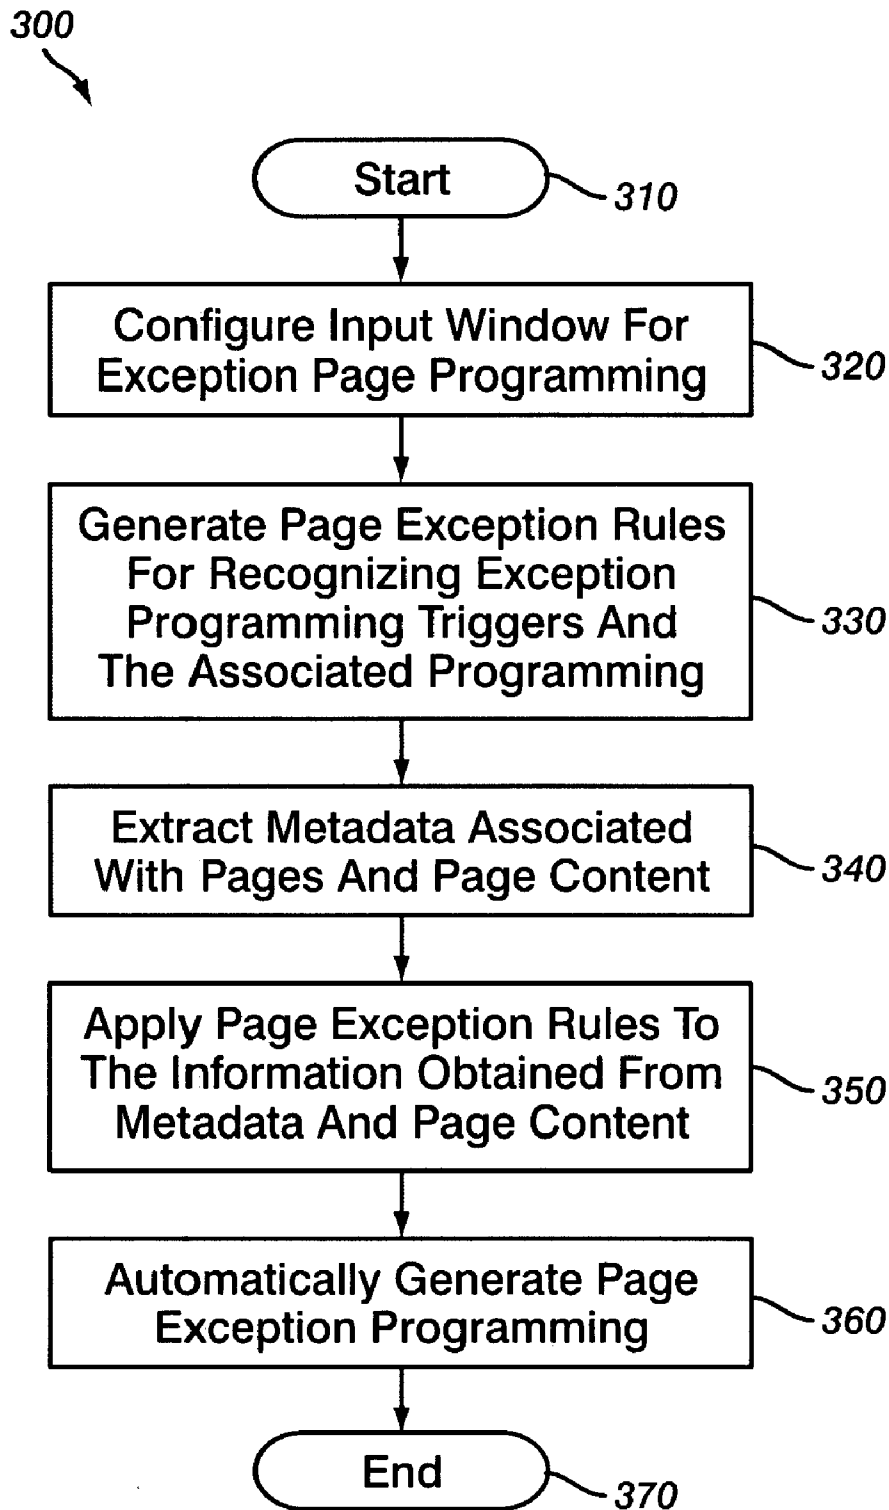 300
Start
310
Configure Input Window For
Exception Page Programming
320
Generate Page Exception Rules
For Recognizing Exception
Programming Triggers And
The Associated Programming
330
Extract Metadata Associated
With Pages And Page Content
340
Apply Page Exception Rules To
The Information Obtained From
Metadata And Page Content
350
Automatically Generate Page
Exception Programming
360
End
370